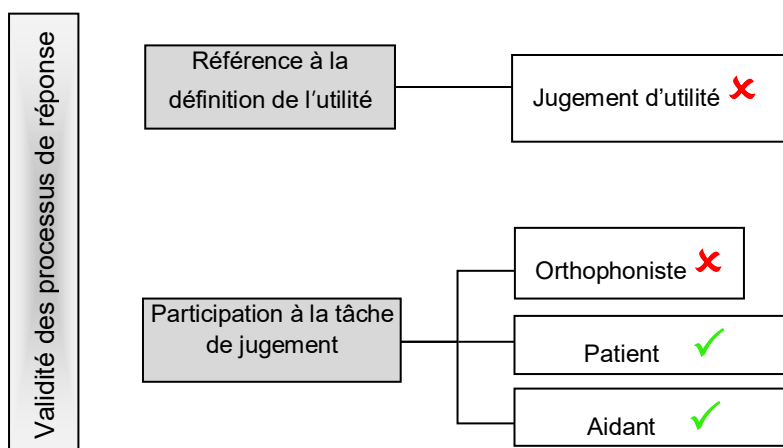 Validité des processus de réponse
Référence à la
définition de l'utilité
Jugement d'utilité
Participation à la tâche
de jugement
Orthophoniste
Patient
Aidant